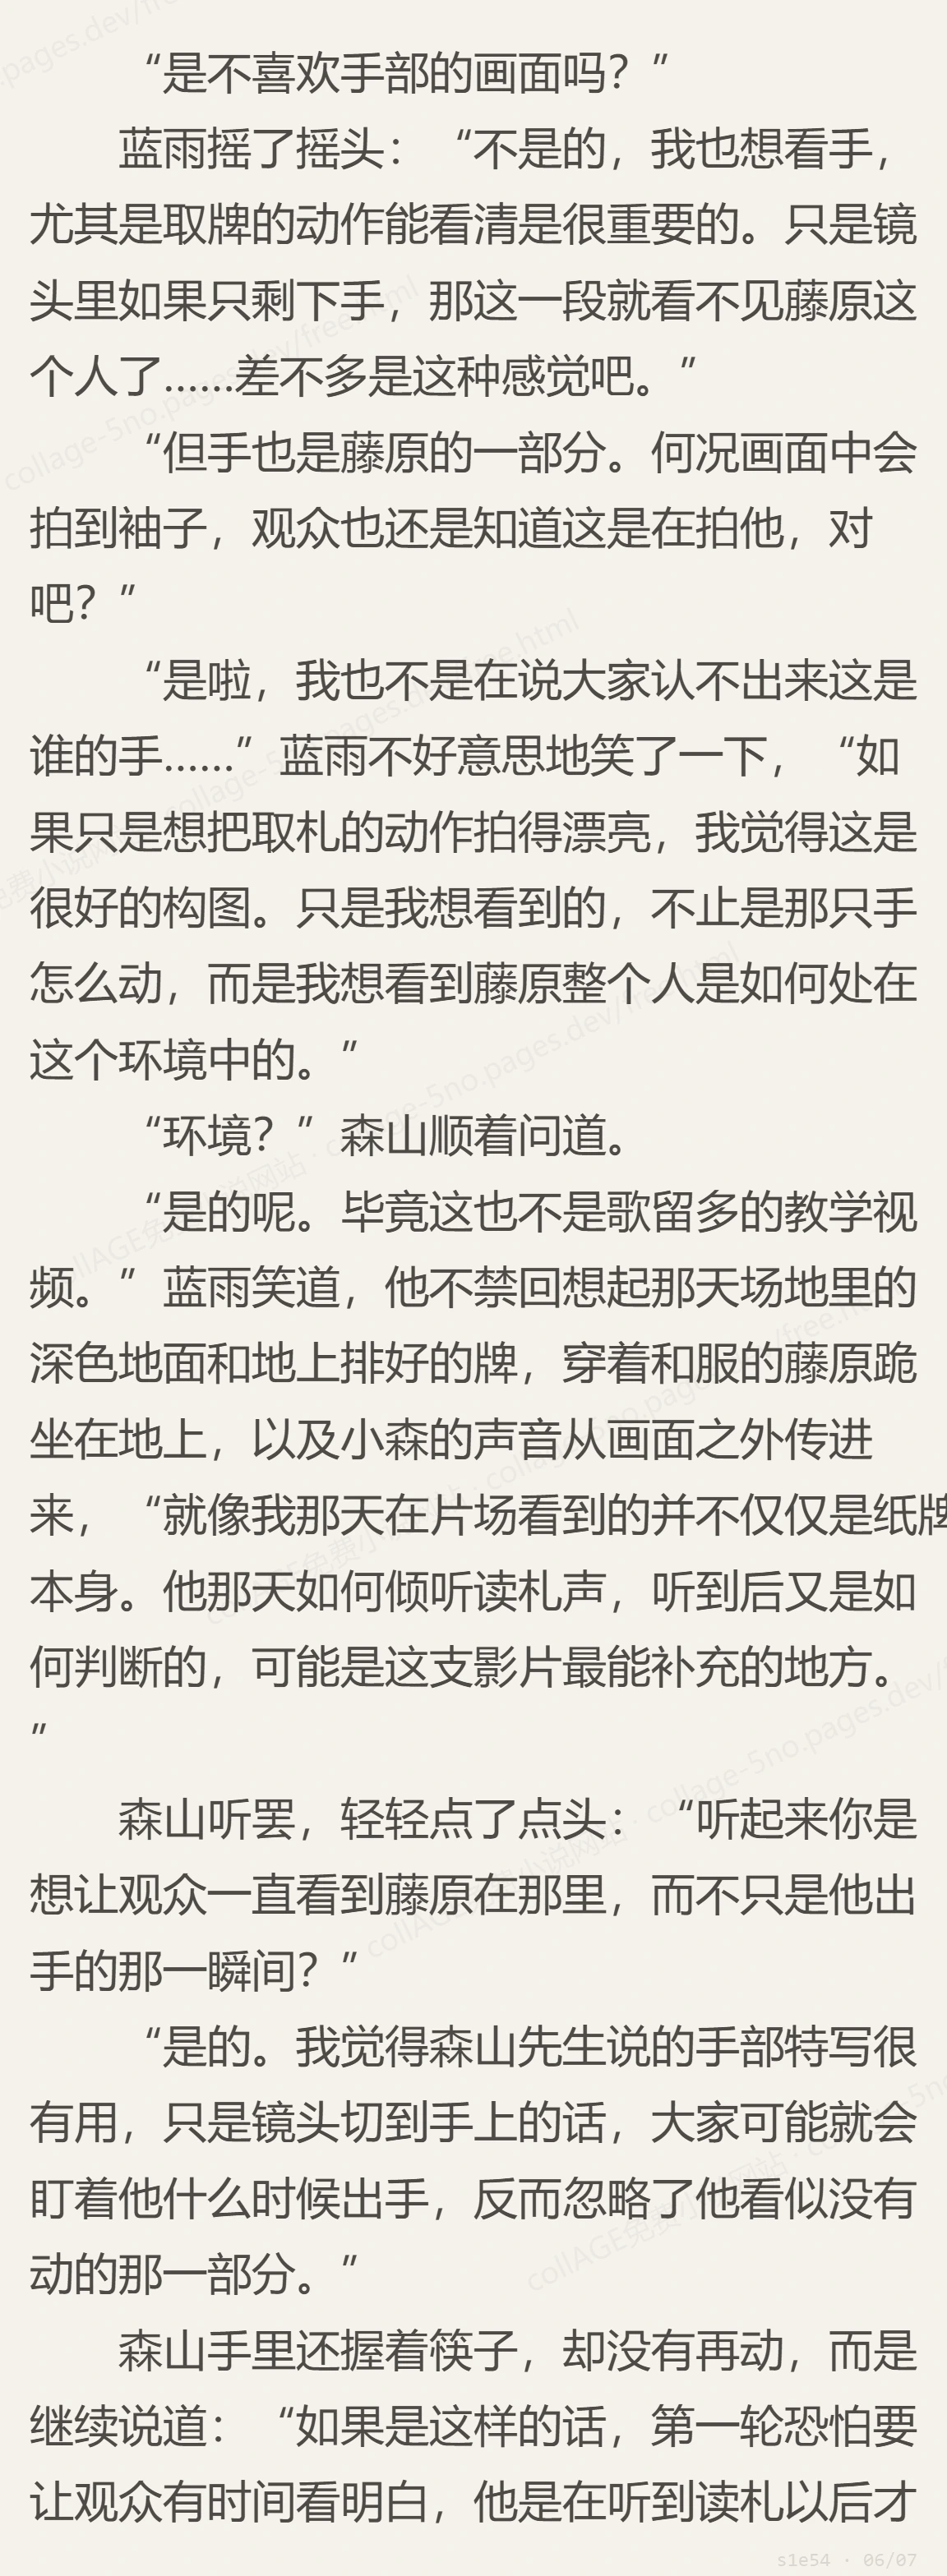 “是不喜欢手部的画面吗？”
蓝雨摇了摇头：“不是的，我也想看手，
尤其是取牌的动作能看清是很重要的。只是镜
头里如果只剩下手，那这一段就看不见藤原这
个人了……差不多是这种感觉吧。”
“但手也是藤原的一部分。何况画面中会
拍到袖子，观众也还是知道这是在拍他，对
吧？”
“是啦，我也不是在说大家认不出来这是
谁的手……”蓝雨不好意思地笑了一下，“如
果只是想把取札的动作拍得漂亮，我觉得这是
很好的构图。只是我想看到的，不止是那只手
怎么动，而是我想看到藤原整个人是如何处在
这个环境中的。”
“环境？”森山顺着问道。
“是的呢。毕竟这也不是歌留多的教学视
频。”蓝雨笑道，他不禁回想起那天场地里的
深色地面和地上排好的牌，穿着和服的藤原跪
坐在地上，以及小森的声音从画面之外传进
来，“就像我那天在片场看到的并不仅仅是纸牌
本身。他那天如何倾听读札声，听到后又是如
何判断的，可能是这支影片最能补充的地方。
”
森山听罢，轻轻点了点头：“听起来你是
想让观众一直看到藤原在那里，而不只是他出
手的那一瞬间？”
“是的。我觉得森山先生说的手部特写很
有用，只是镜头切到手上的话，大家可能就会
盯着他什么时候出手，反而忽略了他看似没有
动的那一部分。”
森山手里还握着筷子，却没有再动，而是
继续说道：“如果是这样的话，第一轮恐怕要
让观众有时间看明白，他是在听到读札以后才
s1e54 · 06/07
collAGE免费小说网站 · collage-5no.pages.dev/free.html